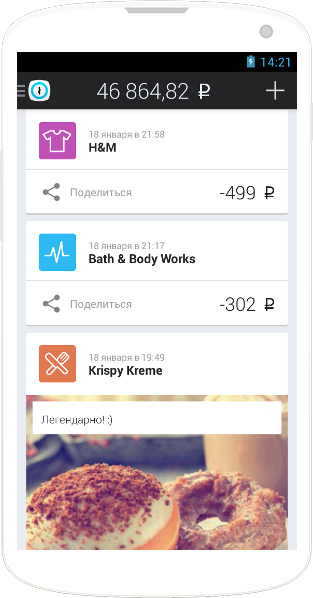 14:21
46 864,82 ₽
18 января в 21:58
H&M
Поделиться
-499 ₽
18 января в 21:17
Bath & Body Works
Поделиться
-302 ₽
18 января в 19:49
Krispy Kreme
Легендарно! :)